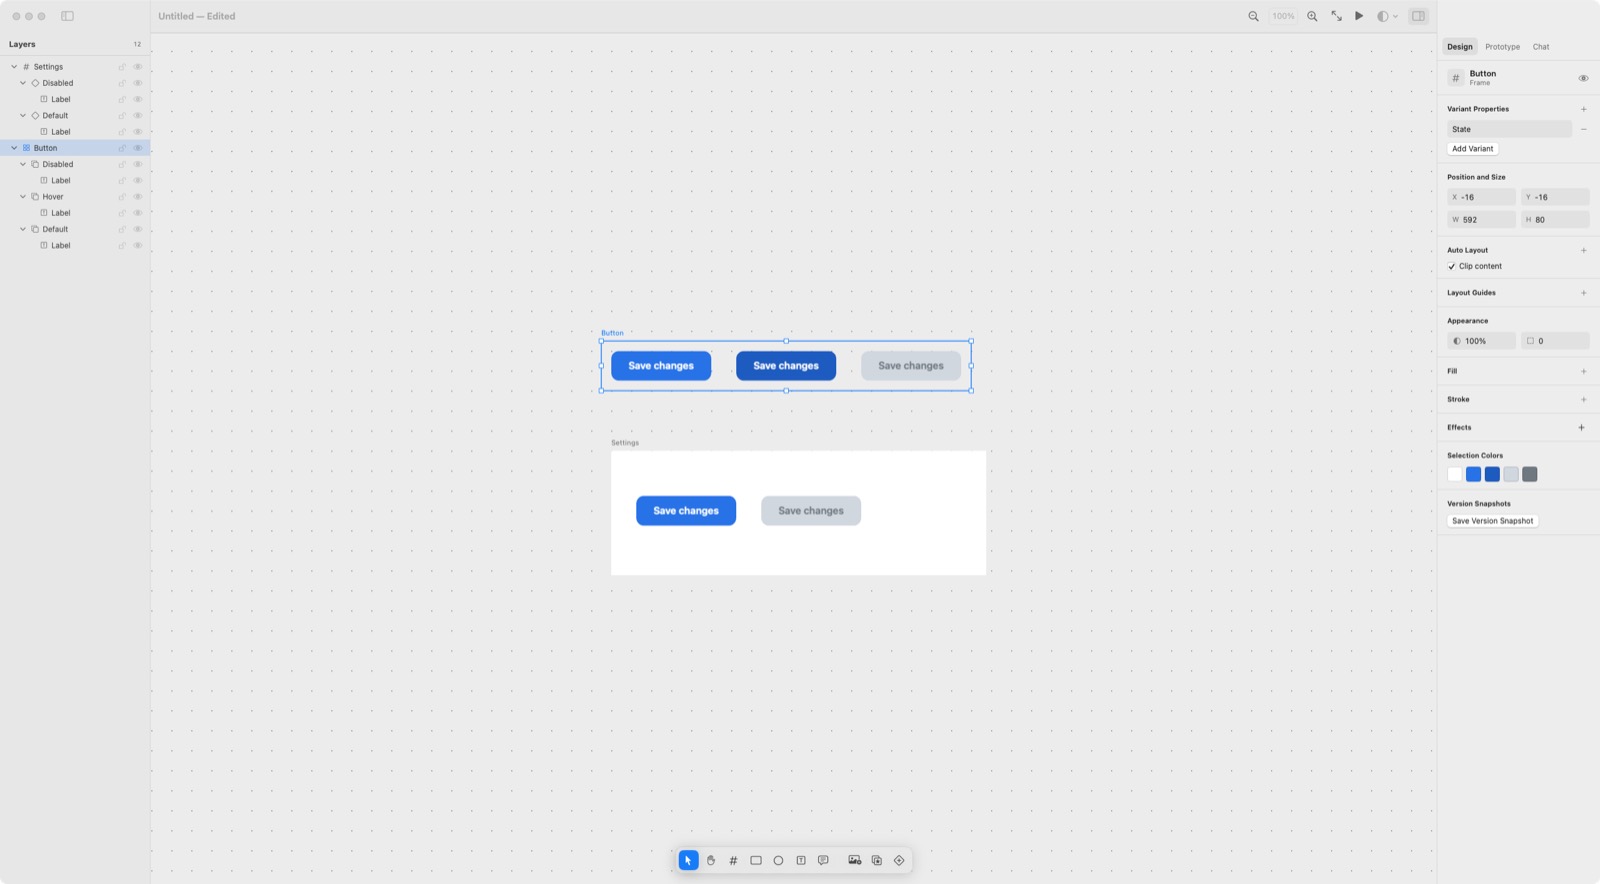 Untitled — Edited
100%
Layers
12
Settings
Disabled
Label
Default
Label
Button
Disabled
Label
Hover
Label
Default
Label
Button
Save changes
Save changes
Save changes
Settings
Save changes
Save changes
Design Prototype Chat
Button
Frame
Variant Properties
State
Add Variant
Position and Size
X -16 Y -16
W 592 H 80
Auto Layout
Clip content
Layout Guides
Appearance
100% 0
Fill
Stroke
Effects
Selection Colors
Version Snapshots
Save Version Snapshot